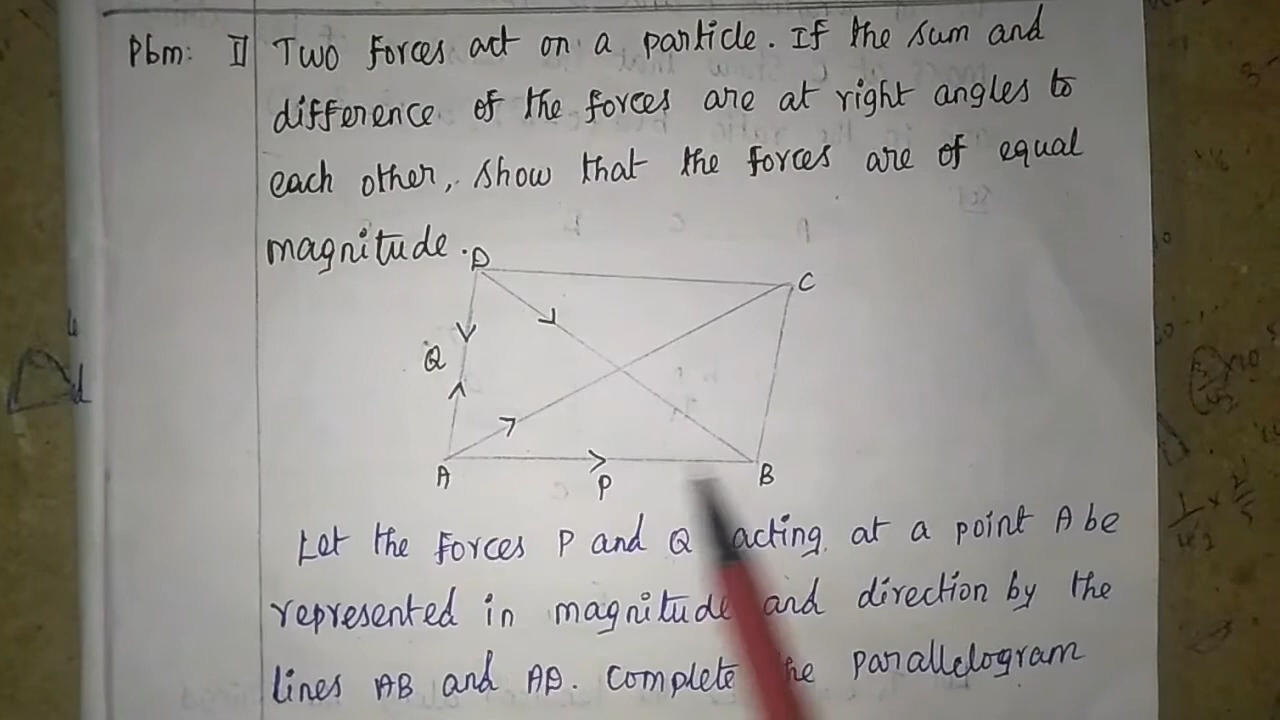 Pbm: II Two forces act on a particle. If the sum and
difference of the forces are at right angles to
each other, show that the forces are of equal
magnitude.
D
C
Q
A
P
B
Let the forces P and Q acting at a point A be
represented in magnitude and direction by the
lines AB and AD. Complete the parallelogram